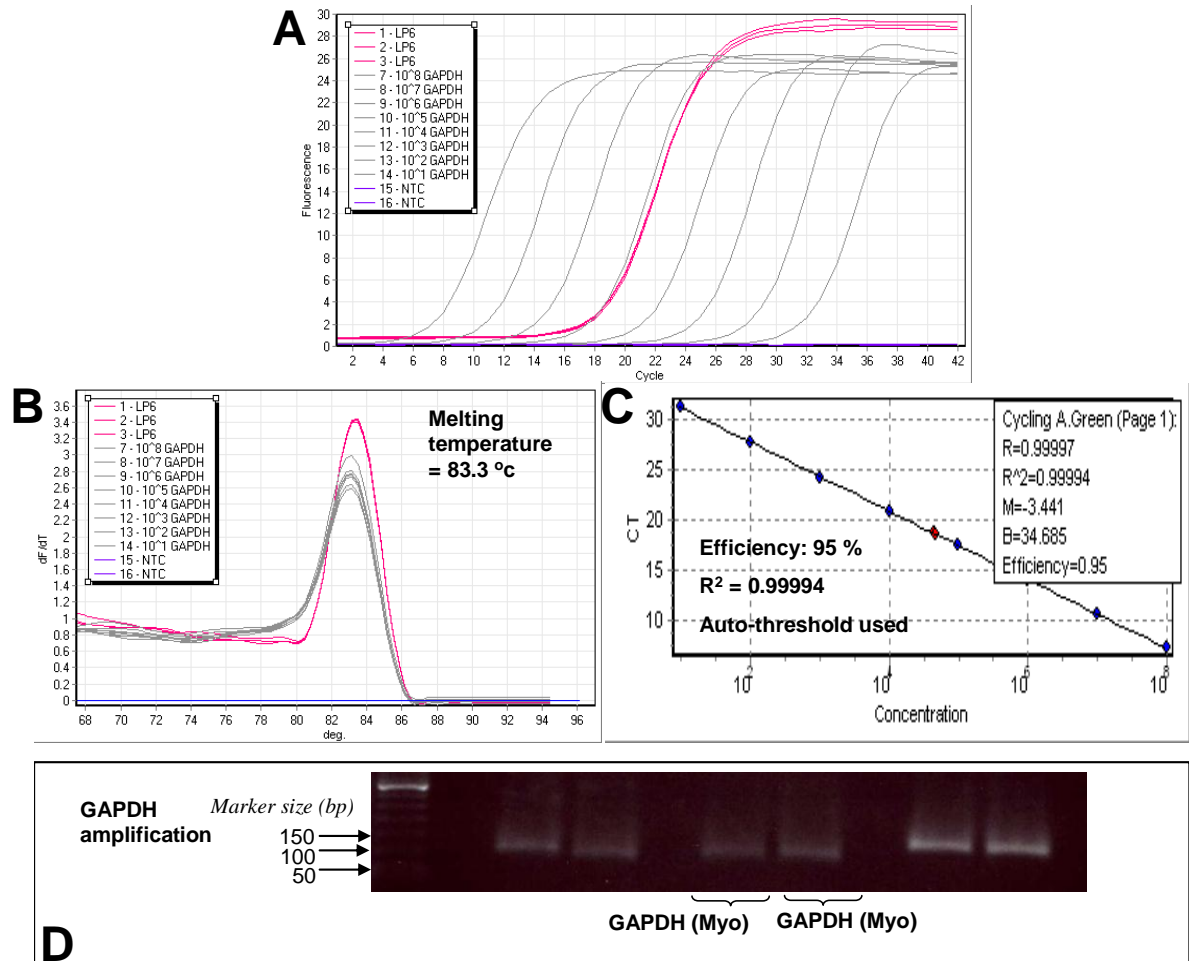 A
30
28
26
24
22
20
18
16
14
12
10
8
6
4
2
0
Fluorescence
1 - LP6
2 - LP6
3 - LP6
7 - 10^8 GAPDH
8 - 10^7 GAPDH
9 - 10^6 GAPDH
10 - 10^5 GAPDH
11 - 10^4 GAPDH
12 - 10^3 GAPDH
13 - 10^2 GAPDH
14 - 10^1 GAPDH
15 - NTC
16 - NTC
2 4 6 8 10 12 14 16 18 20 22 24 26 28 30 32 34 36 38 40 42
Cycle
B
3.6
3.4
3.2
3
2.8
2.6
2.4
2.2
2
1.8
1.6
1.4
1.2
1
0.8
0.6
0.4
0.2
0
dF/dT
1 - LP6
2 - LP6
3 - LP6
7 - 10^8 GAPDH
8 - 10^7 GAPDH
9 - 10^6 GAPDH
10 - 10^5 GAPDH
11 - 10^4 GAPDH
12 - 10^3 GAPDH
13 - 10^2 GAPDH
14 - 10^1 GAPDH
15 - NTC
16 - NTC
Melting
temperature
= 83.3 ºc
68 70 72 74 76 78 80 82 84 86 88 90 92 94 96
deg.
C
30
25
20
15
10
CT
Cycling A.Green (Page 1):
R=0.99997
R^2=0.99994
M=-3.441
B=34.685
Efficiency=0.95
Efficiency: 95 %
R² = 0.99994
Auto-threshold used
10² 10⁴ 10⁶ 10⁸
Concentration
GAPDH
amplification
Marker size (bp)
150
100
50
GAPDH (Myo) GAPDH (Myo)
D